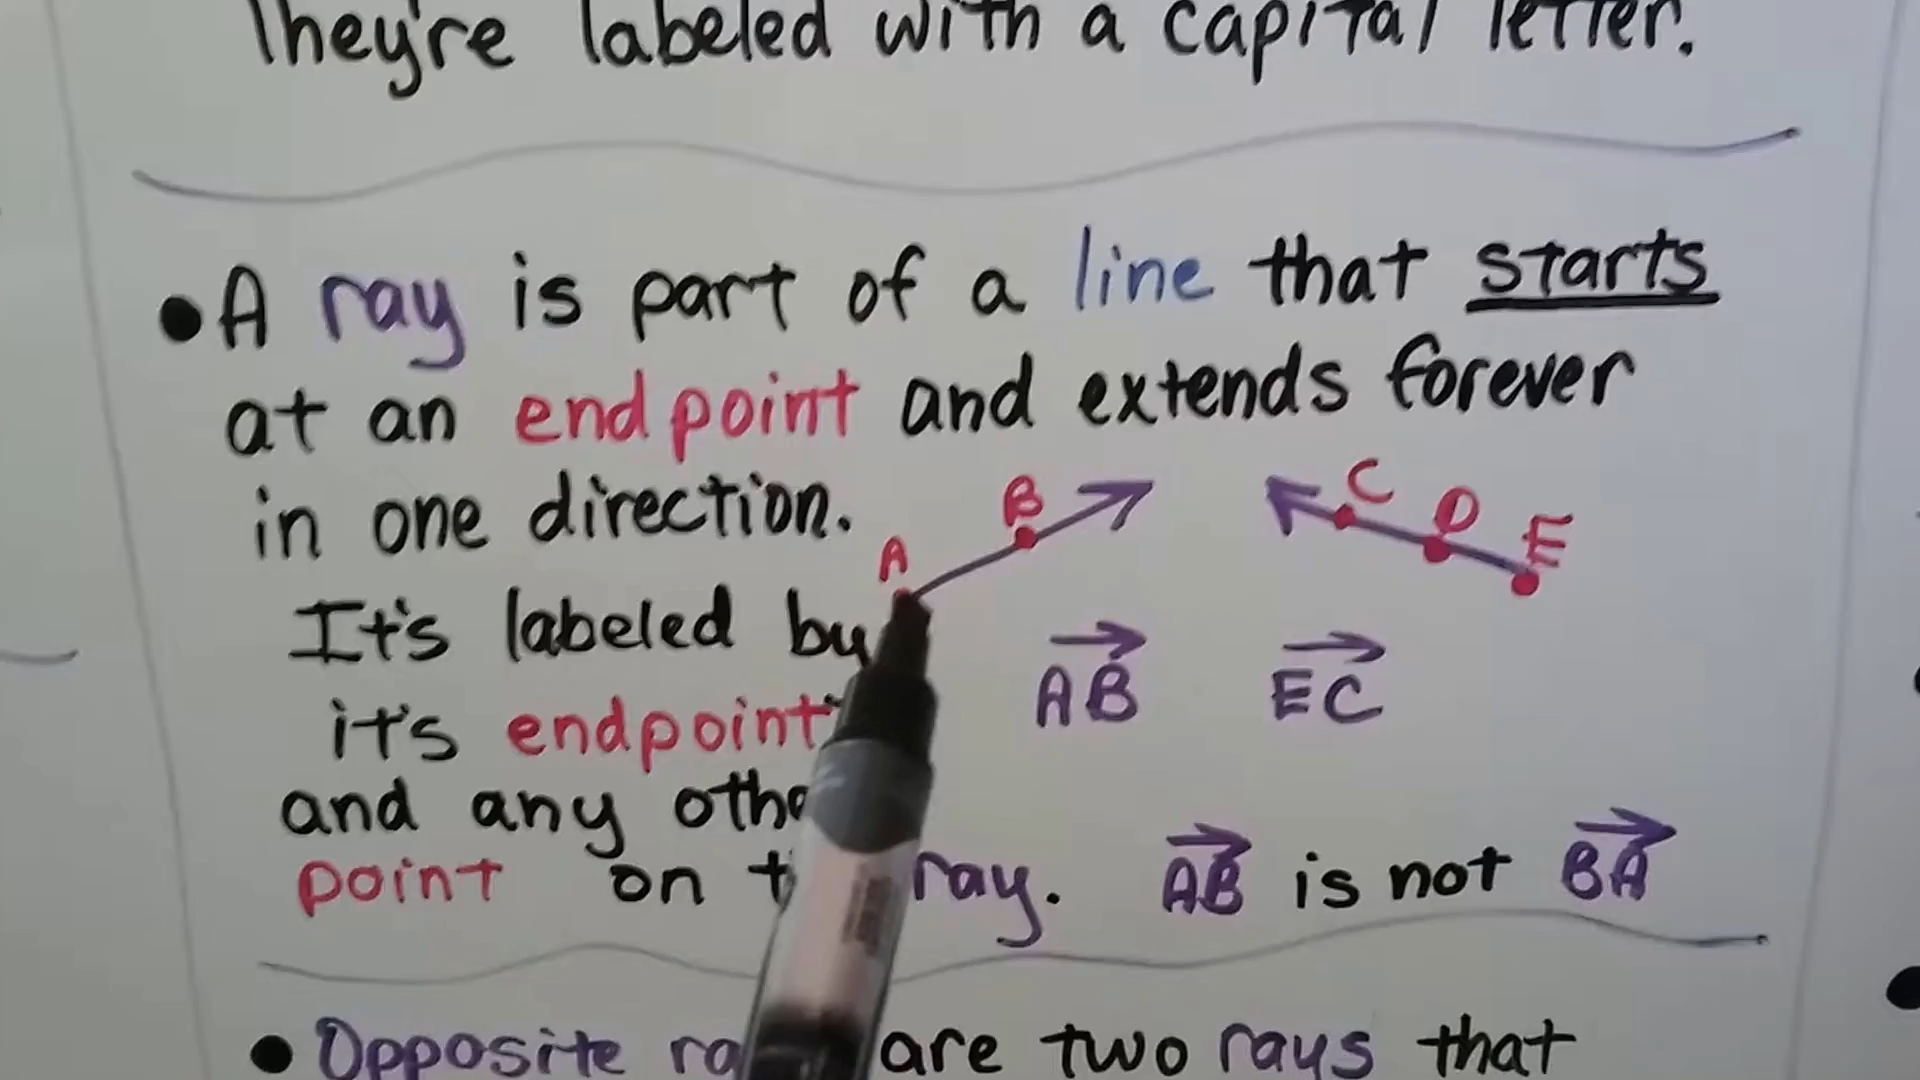 They're labeled with a capital letter.
• A ray is part of a line that starts
at an endpoint and extends forever
in one direction.
A B C D E
It's labeled by
it's endpoint
AB EC
and any
point on ray. AB is not BA
• Opposite are two rays that